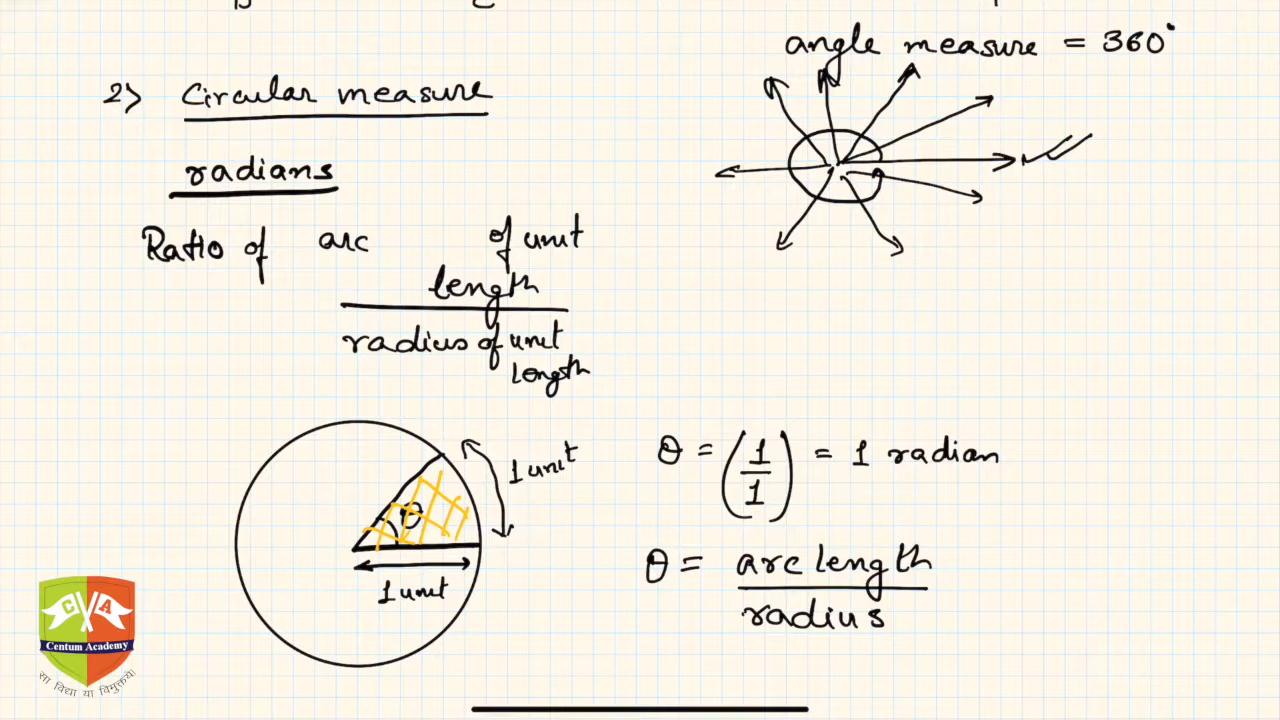 angle measure = 360°
2) Circular measure
radians
Ratio of arc of unit
length
radius of unit
length
1 unit
θ
1 unit
θ = (1/1) = 1 radian
θ = arc length
radius
C A
Centum Academy
सा विद्या या विमुक्तये।